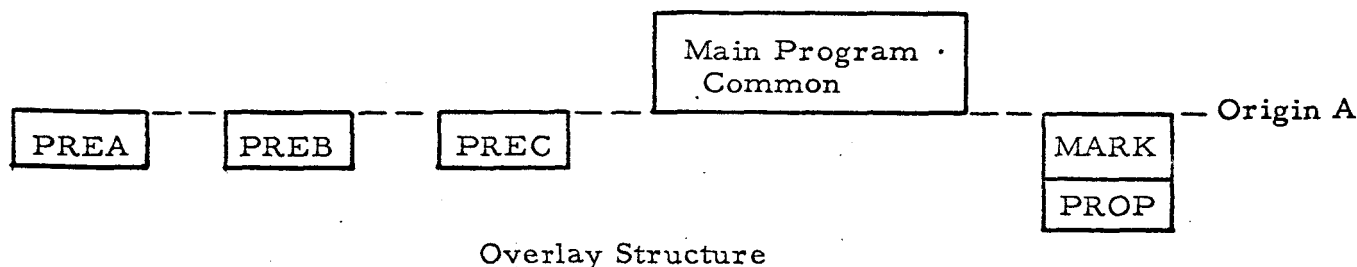 Main Program
Common
Origin A
PREA PREB PREC MARK
PROP
Overlay Structure